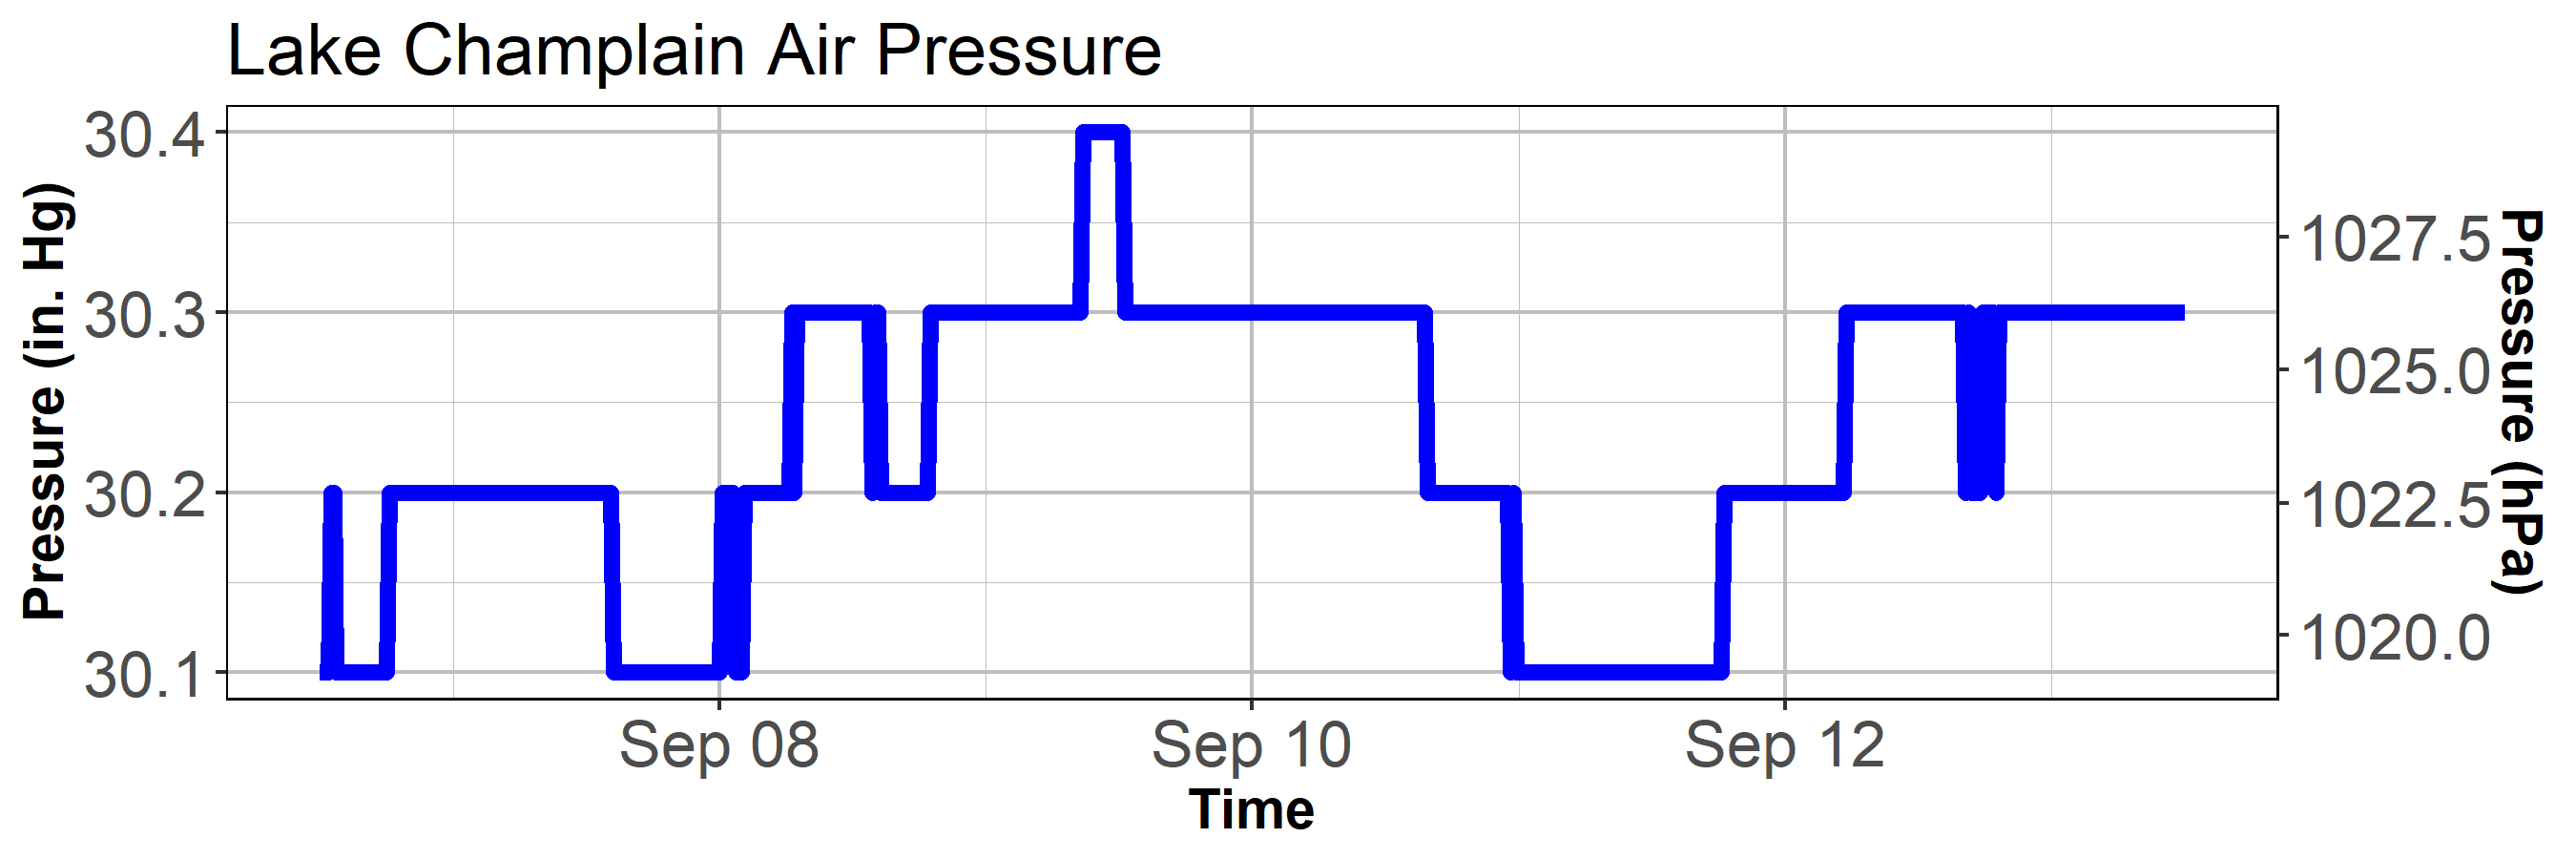 Lake Champlain Air Pressure
30.4
30.3
30.2
30.1
Pressure (in. Hg)
1027.5
1025.0
1022.5
1020.0
Pressure (hPa)
Sep 08 Sep 10 Sep 12
Time